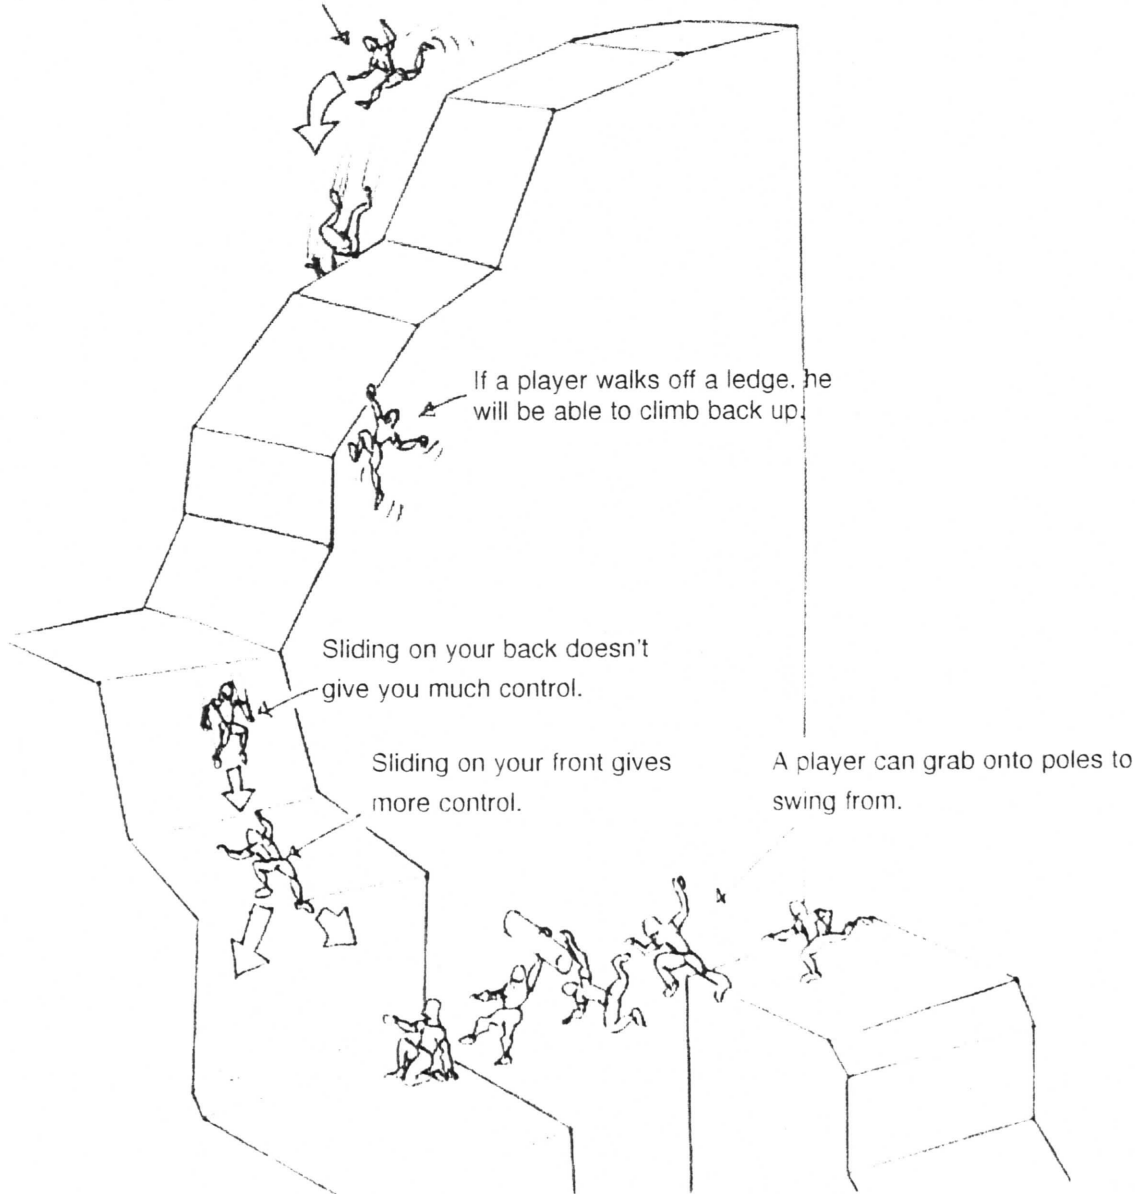 If a player walks off a ledge, he
will be able to climb back up.
Sliding on your back doesn't
give you much control.
Sliding on your front gives
more control.
A player can grab onto poles to
swing from.